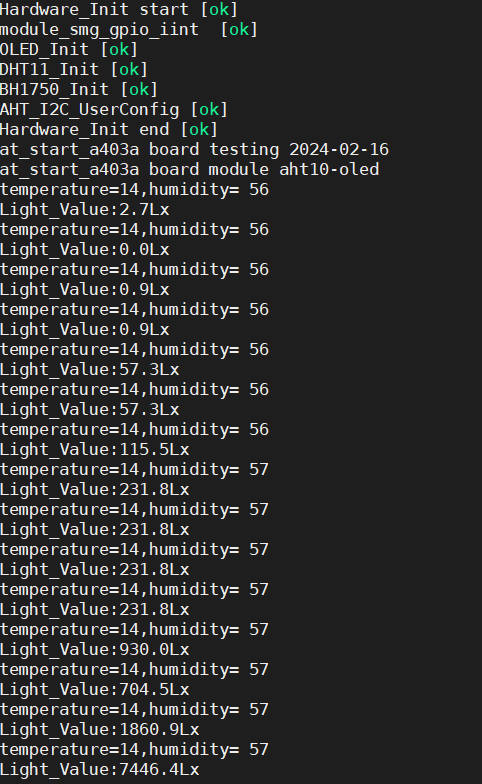 Hardware_Init start [ok]
module_smg_gpio_iint  [ok]
OLED_Init [ok]
DHT11_Init [ok]
BH1750_Init [ok]
AHT_I2C_UserConfig [ok]
Hardware_Init end [ok]
at_start_a403a board testing 2024-02-16
at_start_a403a board module aht10-oled
temperature=14,humidity= 56
Light_Value:2.7Lx
temperature=14,humidity= 56
Light_Value:0.0Lx
temperature=14,humidity= 56
Light_Value:0.9Lx
temperature=14,humidity= 56
Light_Value:0.9Lx
temperature=14,humidity= 56
Light_Value:57.3Lx
temperature=14,humidity= 56
Light_Value:57.3Lx
temperature=14,humidity= 56
Light_Value:115.5Lx
temperature=14,humidity= 57
Light_Value:231.8Lx
temperature=14,humidity= 57
Light_Value:231.8Lx
temperature=14,humidity= 57
Light_Value:231.8Lx
temperature=14,humidity= 57
Light_Value:231.8Lx
temperature=14,humidity= 57
Light_Value:930.0Lx
temperature=14,humidity= 57
Light_Value:704.5Lx
temperature=14,humidity= 57
Light_Value:1860.9Lx
temperature=14,humidity= 57
Light_Value:7446.4Lx